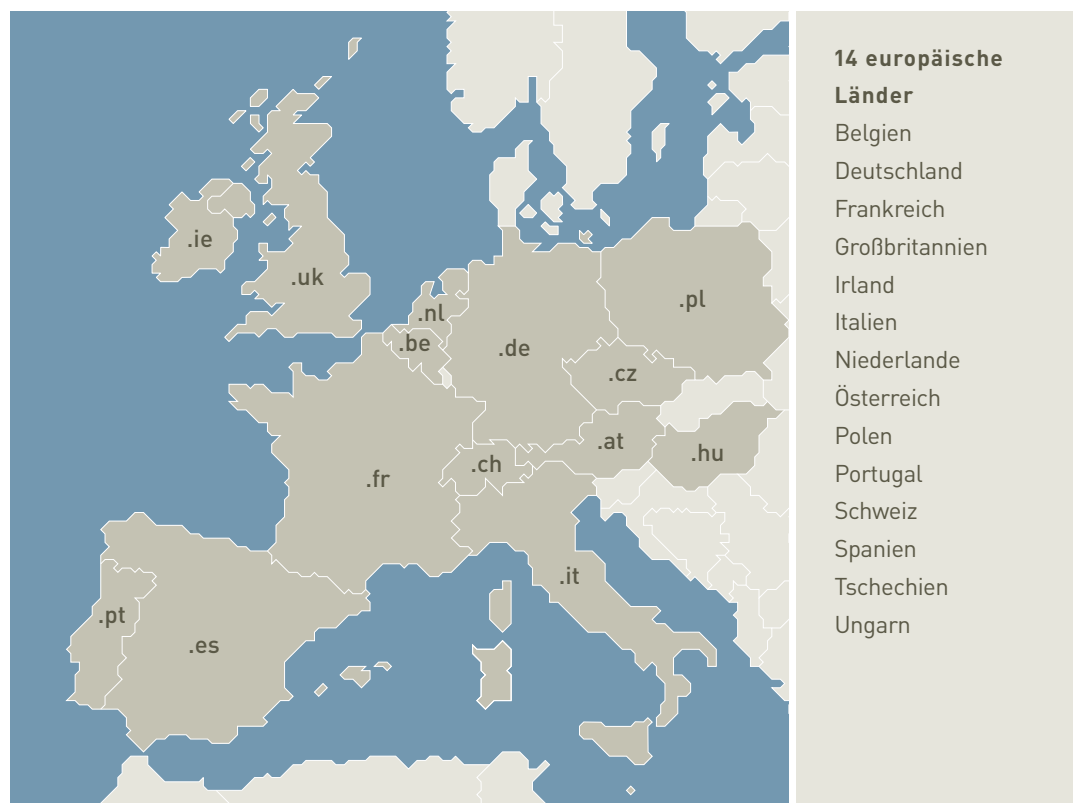 .ie
.uk
.nl
.be
.de
.pl
.cz
.at
.hu
.ch
.fr
.it
.pt
.es
14 europäische
Länder
Belgien
Deutschland
Frankreich
Großbritannien
Irland
Italien
Niederlande
Österreich
Polen
Portugal
Schweiz
Spanien
Tschechien
Ungarn